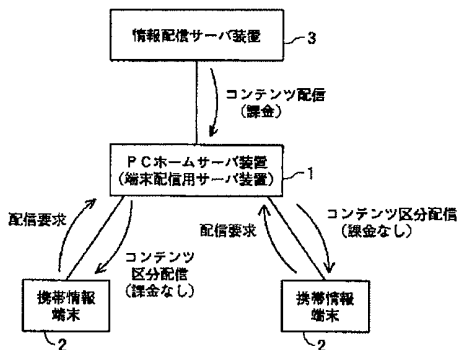 情報配信サーバ装置
3
コンテンツ配信
(課金)
PCホームサーバ装置
(端末配信用サーバ装置)
1
配信要求
コンテンツ
区分配信
(課金なし)
配信要求
コンテンツ区分配信
(課金なし)
携帯情報
端末
2
携帯情報
端末
2